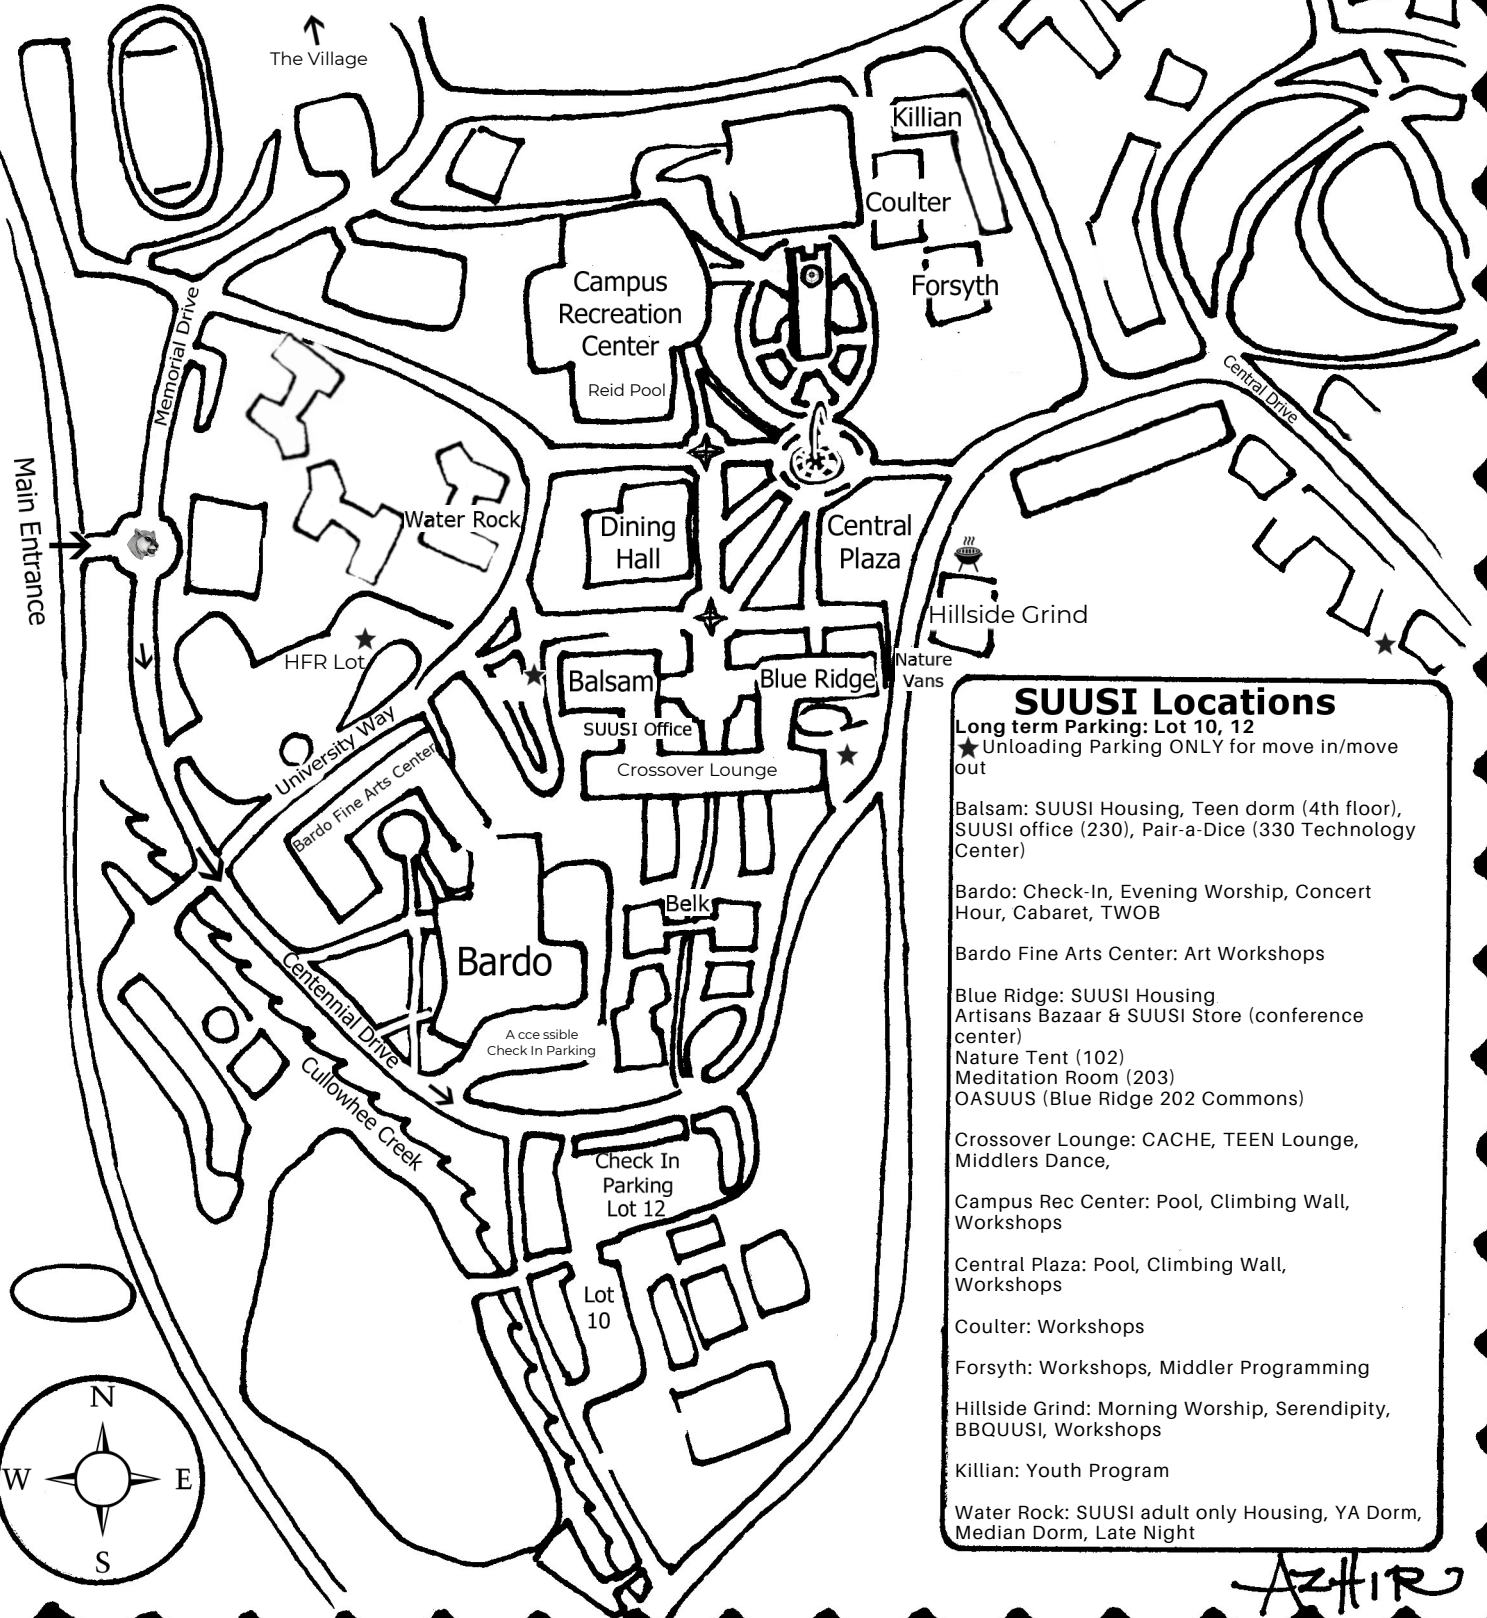 The Village
Killian
Coulter
Forsyth
Campus
Recreation
Center
Reid Pool
Memorial Drive
Central Drive
Main Entrance
Water Rock
Dining
Hall
Central
Plaza
Hillside Grind
HFR Lot
Balsam
Blue Ridge
Nature
Vans
SUUSI Office
Crossover Lounge
University Way
Bardo Fine Arts Center
Belk
Bardo
Centennial Drive
A cce ssible
Check In Parking
Cullowhee Creek
Check In
Parking
Lot 12
Lot
10
N
W
E
S
SUUSI Locations
Long term Parking: Lot 10, 12
★Unloading Parking ONLY for move in/move
out
Balsam: SUUSI Housing, Teen dorm (4th floor),
SUUSI office (230), Pair-a-Dice (330 Technology
Center)
Bardo: Check-In, Evening Worship, Concert
Hour, Cabaret, TWOB
Bardo Fine Arts Center: Art Workshops
Blue Ridge: SUUSI Housing
Artisans Bazaar & SUUSI Store (conference
center)
Nature Tent (102)
Meditation Room (203)
OASUUS (Blue Ridge 202 Commons)
Crossover Lounge: CACHE, TEEN Lounge,
Middlers Dance,
Campus Rec Center: Pool, Climbing Wall,
Workshops
Central Plaza: Pool, Climbing Wall,
Workshops
Coulter: Workshops
Forsyth: Workshops, Middler Programming
Hillside Grind: Morning Worship, Serendipity,
BBQUUSI, Workshops
Killian: Youth Program
Water Rock: SUUSI adult only Housing, YA Dorm,
Median Dorm, Late Night
AZHIR